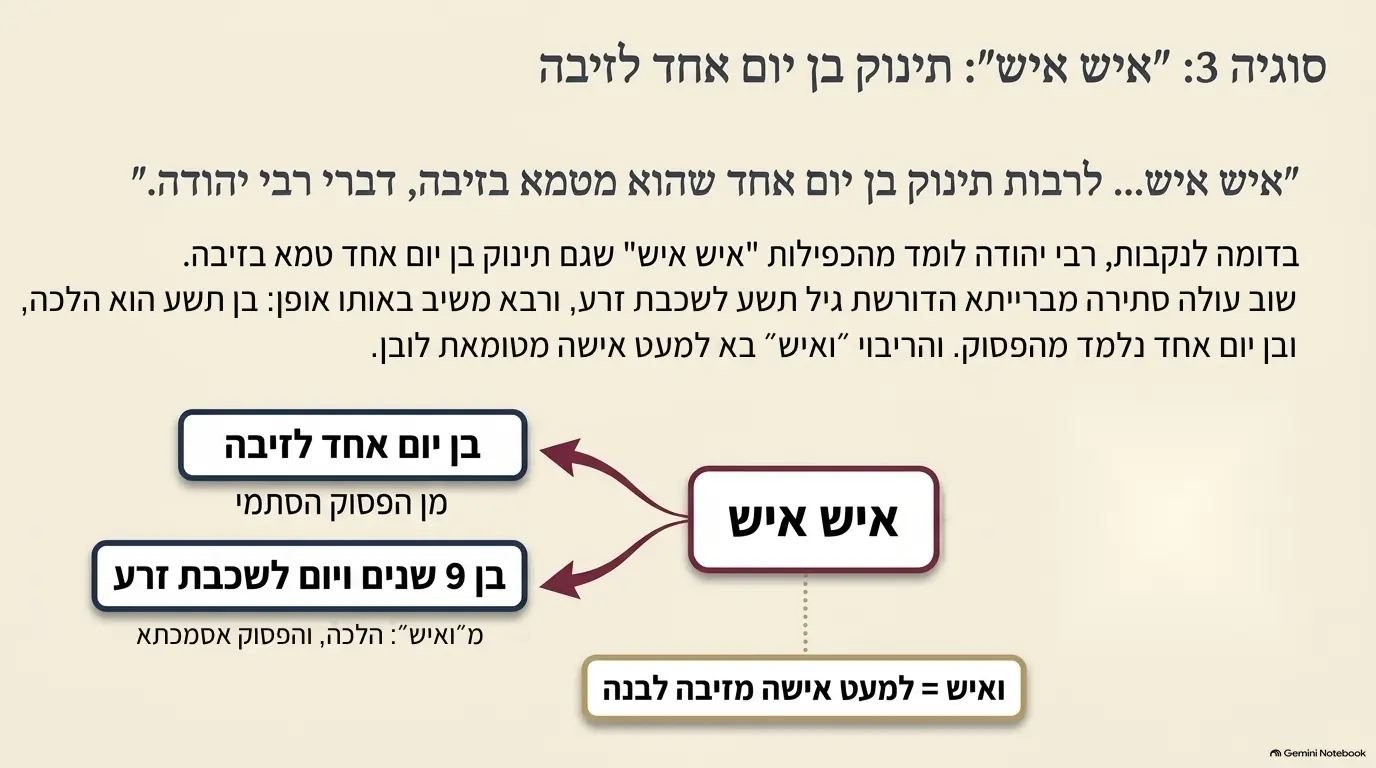 סוגיה 3: "איש איש": תינוק בן יום אחד לזיבה
"איש איש... לרבות תינוק בן יום אחד שהוא מטמא בזיבה, דברי רבי יהודה."
בדומה לנקבות, רבי יהודה לומד מהכפילות "איש איש" שגם תינוק בן יום אחד טמא בזיבה.
שוב עולה סתירה מברייתא הדורשת גיל תשע לשכבת זרע, ורבא משיב באותו אופן: בן תשע הוא הלכה,
ובן יום אחד נלמד מהפסוק. והריבוי ״ואיש״ בא למעט אישה מטומאת לובן.
איש איש
בן יום אחד לזיבה
מן הפסוק הסתמי
בן 9 שנים ויום לשכבת זרע
מ״ואיש״: הלכה, והפסוק אסמכתא
ואיש = למעט אישה מזיבה לבנה
Gemini Notebook